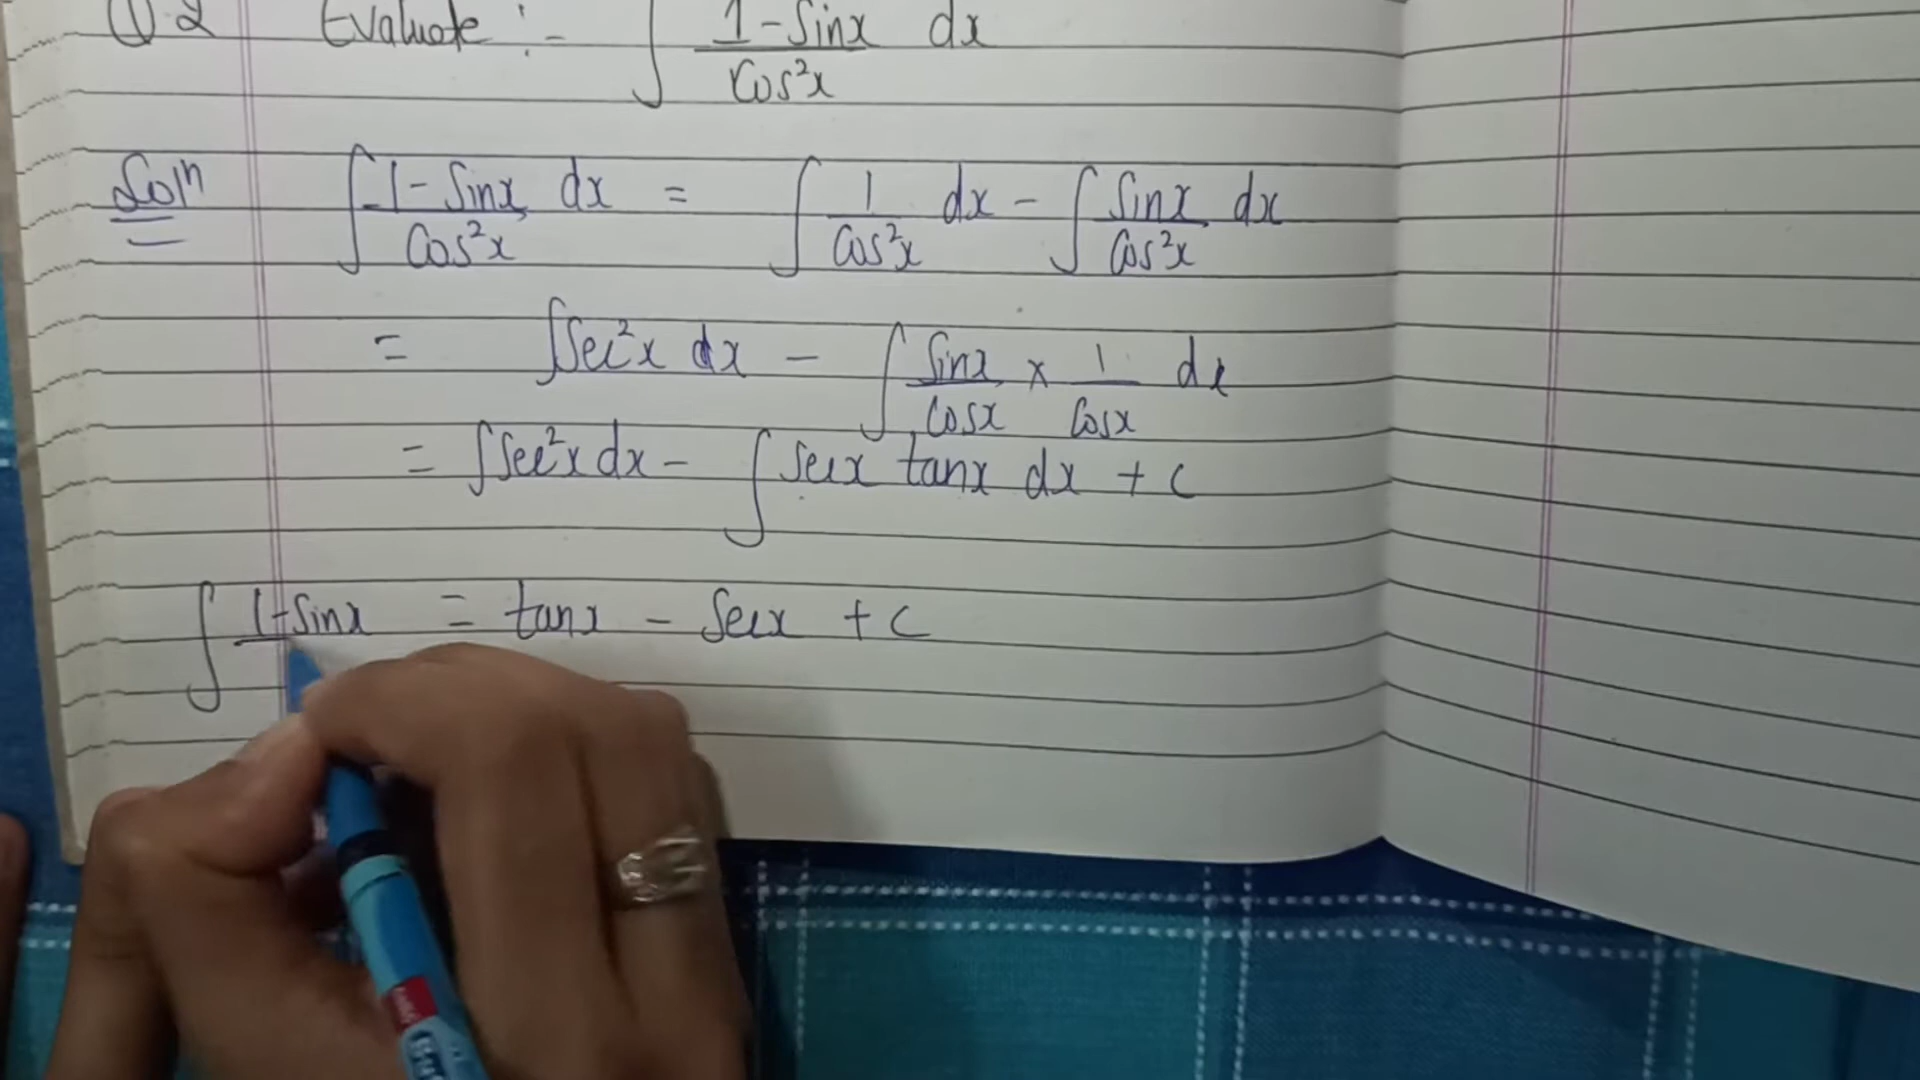 Q.2 Evaluate :- ∫ 1-Sinx/Cos²x dx
Solⁿ ∫ 1-Sinx/Cos²x dx = ∫ 1/Cos²x dx - ∫ Sinx/Cos²x dx
= ∫Sec²x dx - ∫ Sinx/Cosx × 1/Cosx dx
= ∫Sec²x dx - ∫ Secx tanx dx + c
∫ 1-Sinx = tanx - Secx + c